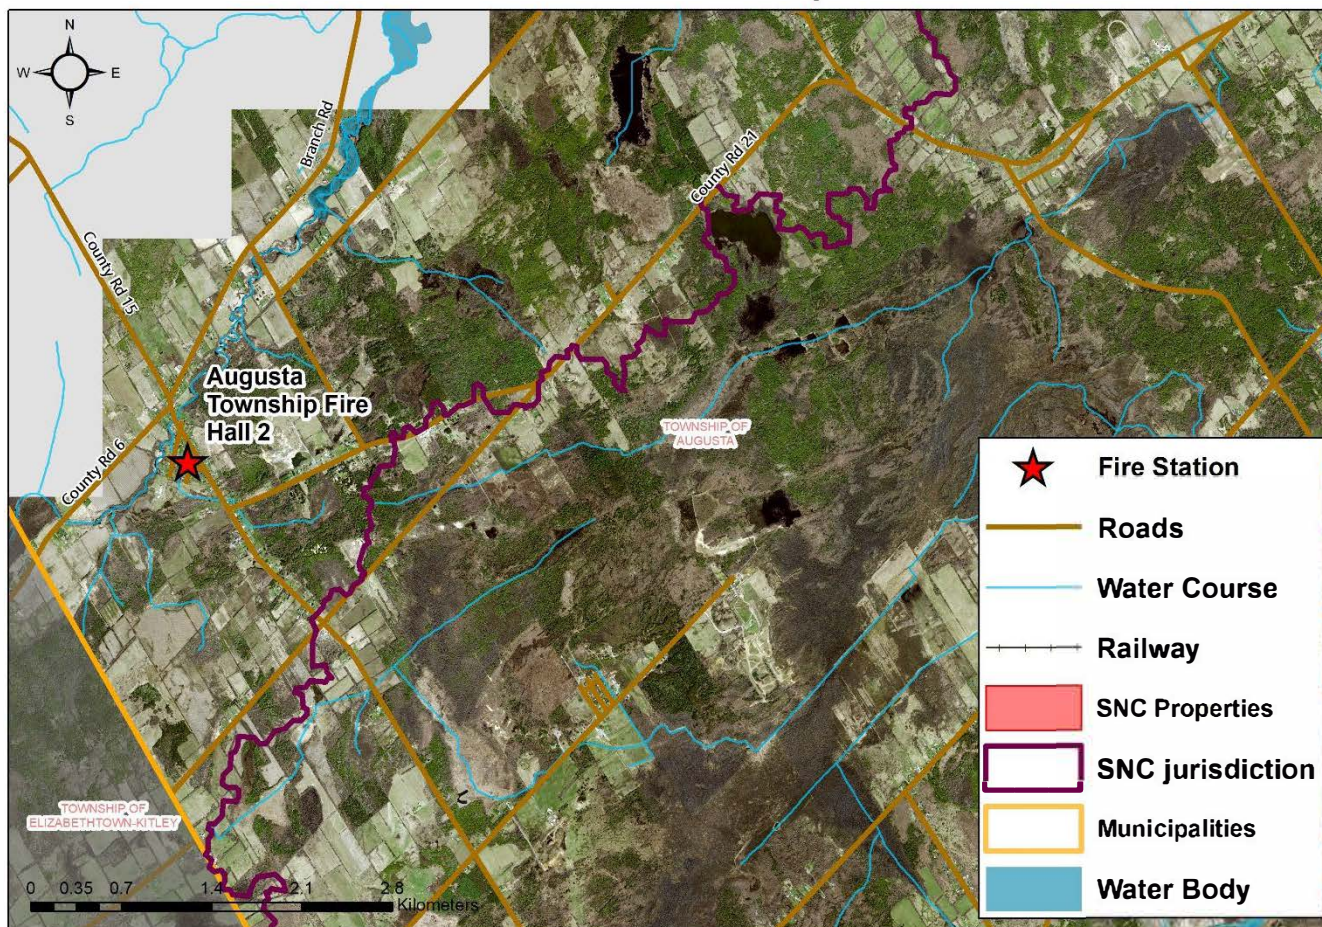 N
W E
S
Branch Rd
County Rd 21
County Rd 15
Augusta
Township Fire
Hall 2
County Rd 6
TOWNSHIP OF
AUGUSTA
TOWNSHIP OF
ELIZABETHTOWN-KITLEY
0 0.35 0.7 1.4 2.1 2.8
Kilometers
Fire Station
Roads
Water Course
Railway
SNC Properties
SNC jurisdiction
Municipalities
Water Body